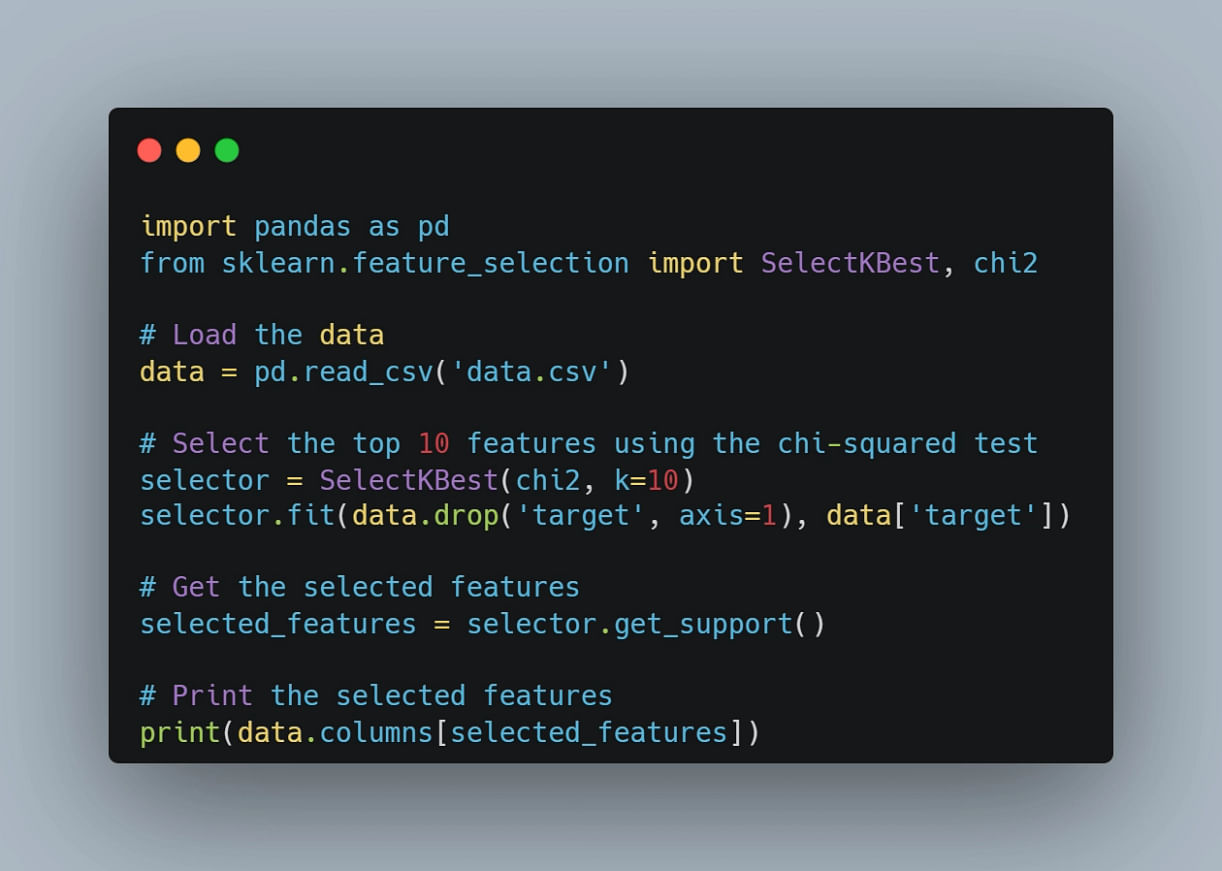 import pandas as pd
from sklearn.feature_selection import SelectKBest, chi2
# Load the data
data = pd.read_csv('data.csv')
# Select the top 10 features using the chi-squared test
selector = SelectKBest(chi2, k=10)
selector.fit(data.drop('target', axis=1), data['target'])
# Get the selected features
selected_features = selector.get_support()
# Print the selected features
print(data.columns[selected_features])